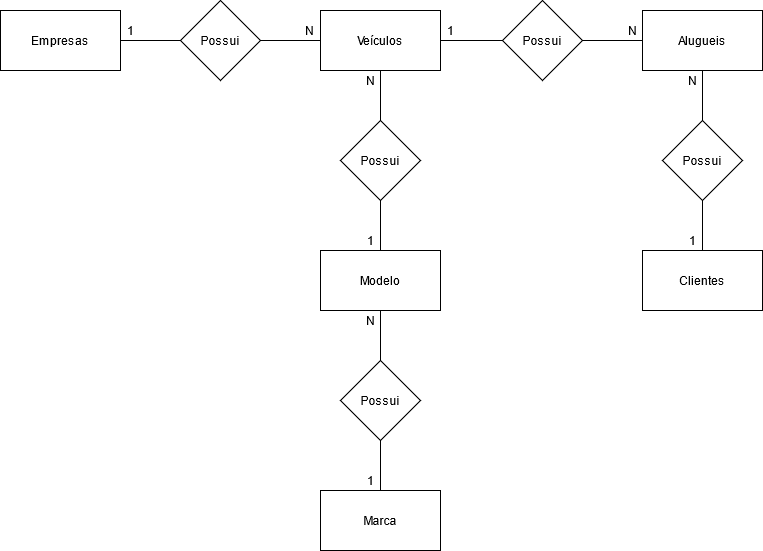 Empresas
1
Possui
N
Veículos
1
Possui
N
Alugueis
N
N
Possui
Possui
1
1
Modelo
Clientes
N
Possui
1
Marca